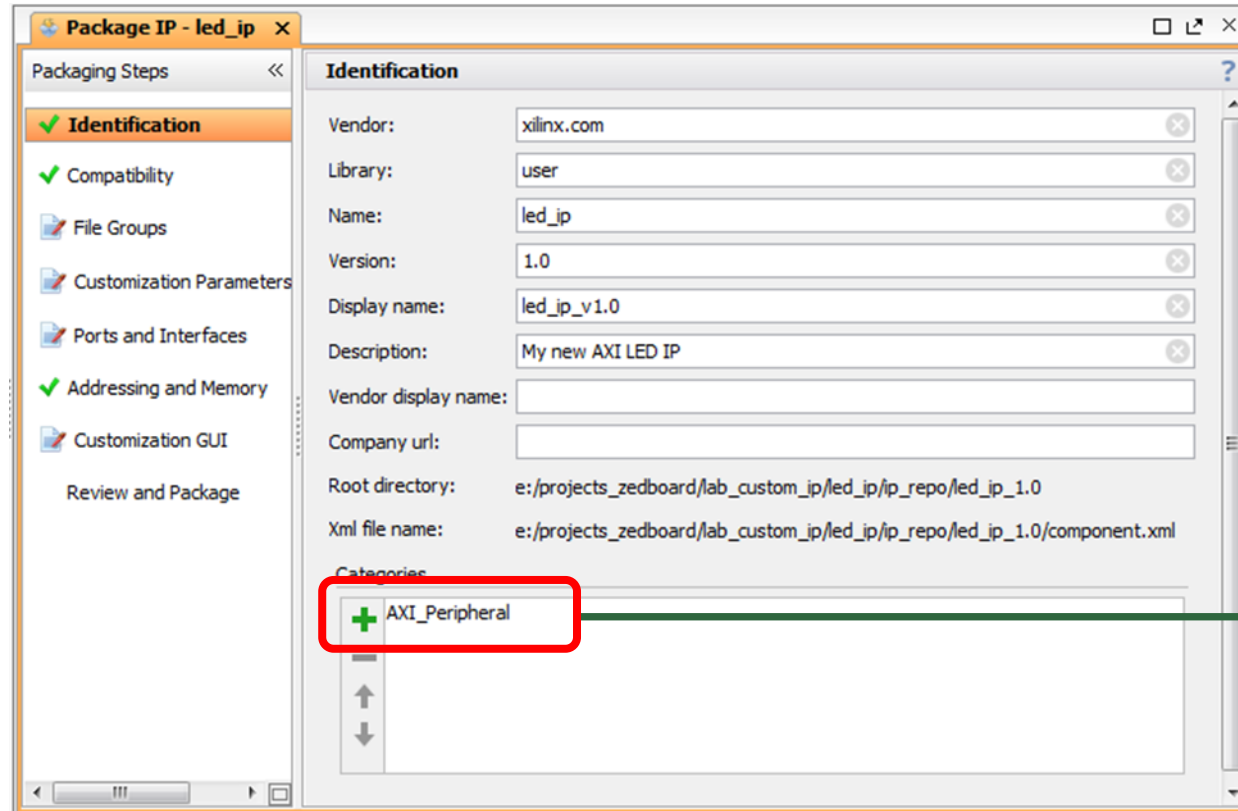 Package IP - led_ip
Packaging Steps
Identification
Compatibility
File Groups
Customization Parameters
Ports and Interfaces
Addressing and Memory
Customization GUI
Review and Package
Identification
Vendor: xilinx.com
Library: user
Name: led_ip
Version: 1.0
Display name: led_ip_v1.0
Description: My new AXI LED IP
Vendor display name:
Company url:
Root directory: e:/projects_zedboard/lab_custom_ip/led_ip/ip_repo/led_ip_1.0
Xml file name: e:/projects_zedboard/lab_custom_ip/led_ip/ip_repo/led_ip_1.0/component.xml
Categories
AXI_Peripheral